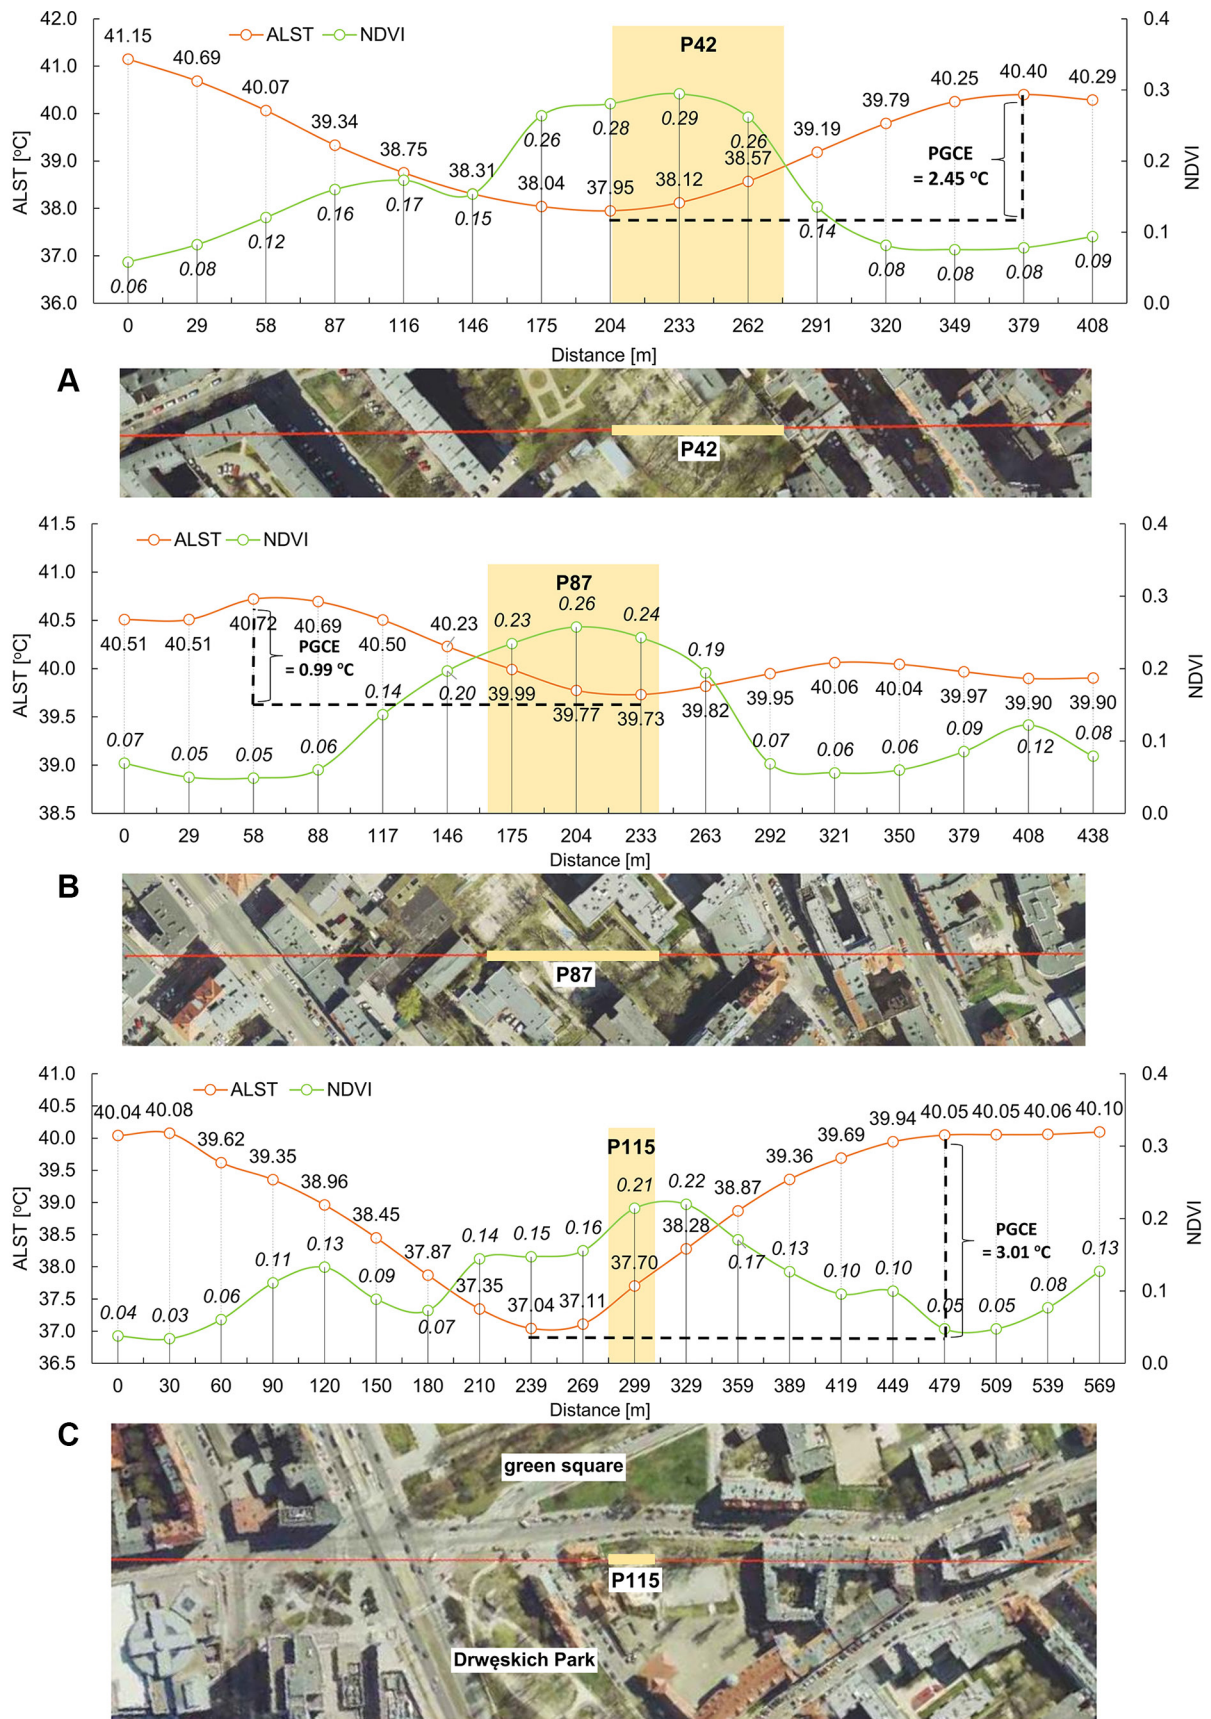 ALST NDVI
P42
ALST [ºC]
NDVI
42.0
41.0
40.0
39.0
38.0
37.0
36.0
0.4
0.3
0.2
0.1
0.0
41.15 40.69 40.07 39.34 38.75 38.31 38.04 37.95 38.12 38.57 39.19 39.79 40.25 40.40 40.29
0.06 0.08 0.12 0.16 0.17 0.15 0.26 0.28 0.29 0.26 0.14 0.08 0.08 0.08 0.09
PGCE
= 2.45 ºC
0 29 58 87 116 146 175 204 233 262 291 320 349 379 408
Distance [m]
A
P42
ALST NDVI
P87
ALST [ºC]
NDVI
41.5
41.0
40.5
40.0
39.5
39.0
38.5
0.4
0.3
0.2
0.1
0.0
40.51 40.51 40.72 40.69 40.50 40.23 39.99 39.77 39.73 39.82 39.95 40.06 40.04 39.97 39.90 39.90
0.07 0.05 0.05 0.06 0.14 0.20 0.23 0.26 0.24 0.19 0.07 0.06 0.06 0.09 0.12 0.08
PGCE
= 0.99 ºC
0 29 58 88 117 146 175 204 233 263 292 321 350 379 408 438
Distance [m]
B
P87
ALST NDVI
P115
ALST [ºC]
NDVI
41.0
40.5
40.0
39.5
39.0
38.5
38.0
37.5
37.0
36.5
0.4
0.3
0.2
0.1
0.0
40.04 40.08 39.62 39.35 38.96 38.45 37.87 37.35 37.04 37.11 37.70 38.28 38.87 39.36 39.69 39.94 40.05 40.05 40.06 40.10
0.04 0.03 0.06 0.11 0.13 0.09 0.07 0.14 0.15 0.16 0.21 0.22 0.17 0.13 0.10 0.10 0.05 0.05 0.08 0.13
PGCE
= 3.01 ºC
0 30 60 90 120 150 180 210 239 269 299 329 359 389 419 449 479 509 539 569
Distance [m]
C
green square
P115
Drwęskich Park